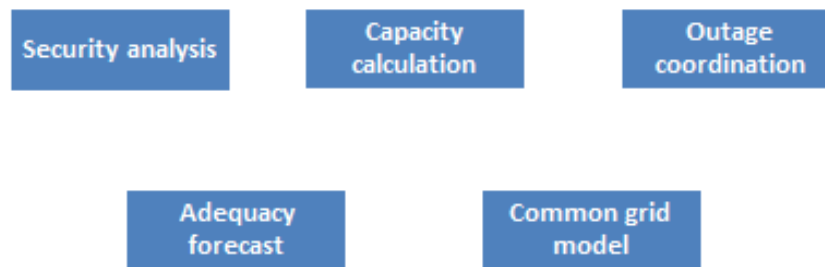 Security analysis
Capacity
calculation
Outage
coordination
Adequacy
forecast
Common grid
model